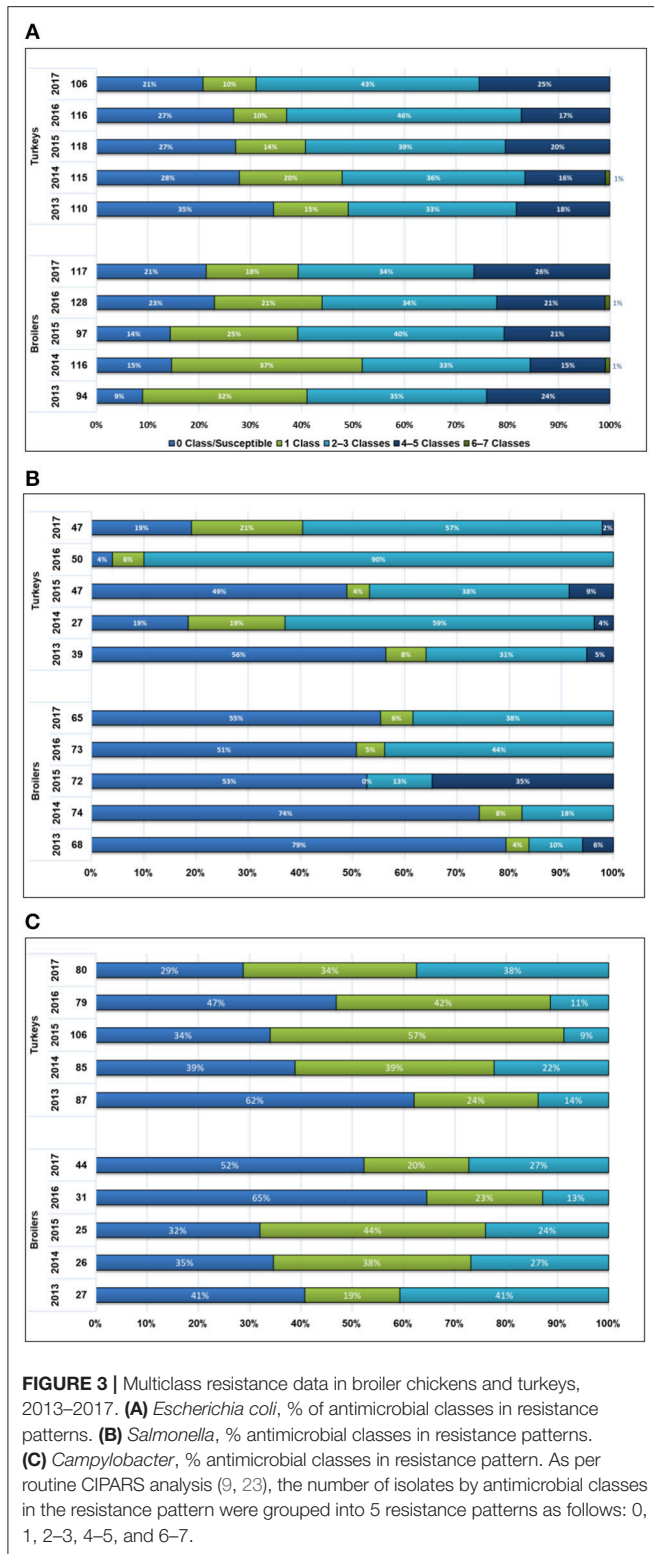 A
Turkeys
2017 106 21% 10% 43% 25%
2016 116 27% 10% 46% 17%
2015 118 27% 14% 39% 20%
2014 115 28% 20% 36% 16% 1%
2013 110 35% 15% 33% 18%
Broilers
2017 117 21% 18% 34% 26%
2016 128 23% 21% 34% 21% 1%
2015 97 14% 25% 40% 21%
2014 116 15% 37% 33% 15% 1%
2013 94 9% 32% 35% 24%
0% 10% 20% 30% 40% 50% 60% 70% 80% 90% 100%
0 Class/Susceptible 1 Class 2–3 Classes 4–5 Classes 6–7 Classes
B
Turkeys
2017 47 19% 21% 57% 2%
2016 50 4% 6% 90%
2015 47 49% 4% 38% 9%
2014 27 19% 19% 59% 4%
2013 39 56% 8% 31% 5%
Broilers
2017 65 55% 6% 38%
2016 73 51% 5% 44%
2015 72 53% 0% 13% 35%
2014 74 74% 8% 18%
2013 68 79% 4% 10% 6%
0% 10% 20% 30% 40% 50% 60% 70% 80% 90% 100%
C
Turkeys
2017 80 29% 34% 38%
2016 79 47% 42% 11%
2015 106 34% 57% 9%
2014 85 39% 39% 22%
2013 87 62% 24% 14%
Broilers
2017 44 52% 20% 27%
2016 31 65% 23% 13%
2015 25 32% 44% 24%
2014 26 35% 38% 27%
2013 27 41% 19% 41%
0% 10% 20% 30% 40% 50% 60% 70% 80% 90% 100%
FIGURE 3 | Multiclass resistance data in broiler chickens and turkeys,
2013–2017. (A) Escherichia coli, % of antimicrobial classes in resistance
patterns. (B) Salmonella, % antimicrobial classes in resistance patterns.
(C) Campylobacter, % antimicrobial classes in resistance pattern. As per
routine CIPARS analysis (9, 23), the number of isolates by antimicrobial classes
in the resistance pattern were grouped into 5 resistance patterns as follows: 0,
1, 2–3, 4–5, and 6–7.